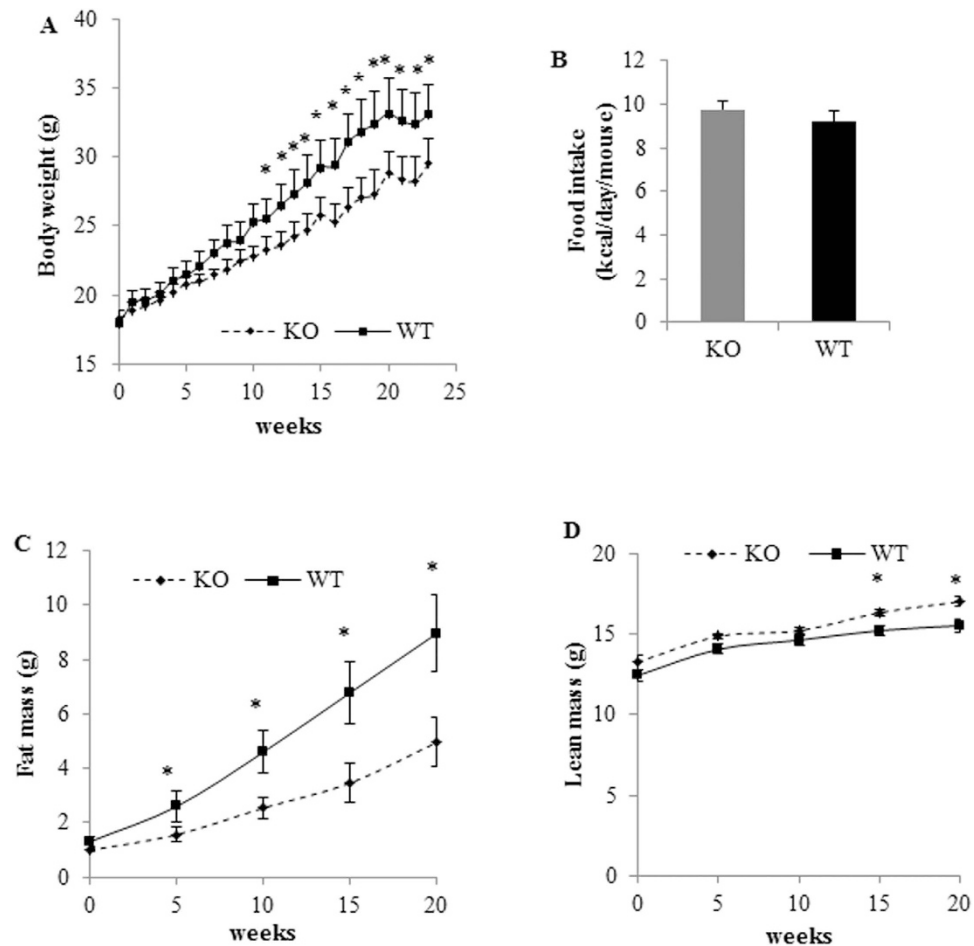 A
Body weight (g)
40
35
30
25
20
15
* * * * * * * * * * * * *
KO WT
0 5 10 15 20 25
weeks
B
Food intake
(kcal/day/mouse)
12
10
8
6
4
2
0
KO WT
C
Fat mass (g)
12
10
8
6
4
2
0
KO
WT
* * * *
0 5 10 15 20
weeks
D
Lean mass (g)
20
15
10
5
0
KO WT
* *
0 5 10 15 20
weeks